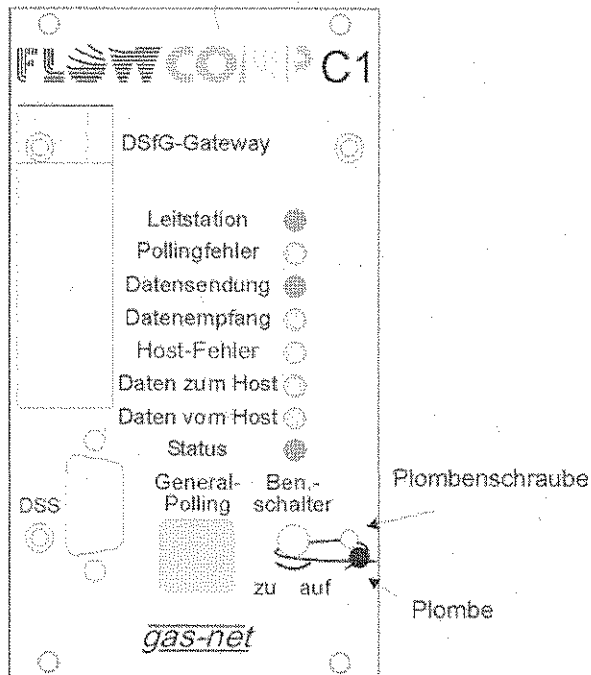 FLOWCOMP C1
DSfG-Gateway
Leitstation
Pollingfehler
Datensendung
Datenempfang
Host-Fehler
Daten zum Host
Daten vom Host
Status
General-
Polling
Ben.-
schalter
DSS
zu auf
Plombenschraube
Plombe
gas-net